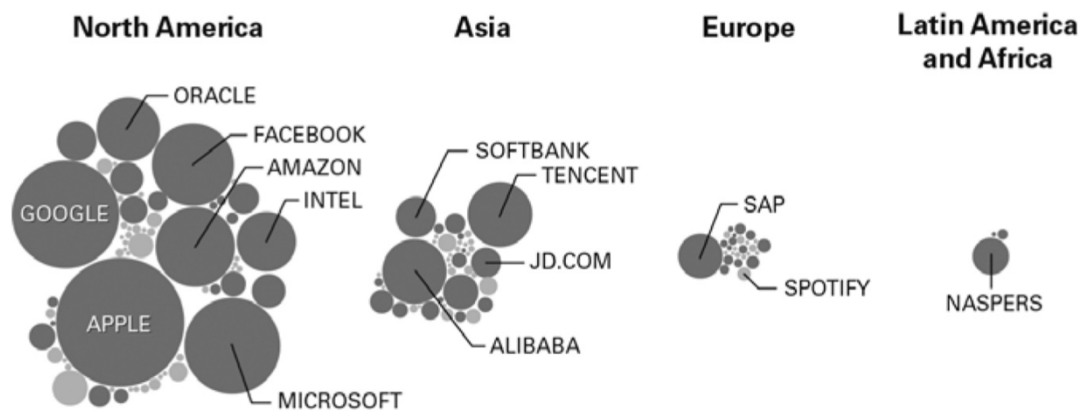 North America
Asia
Europe
Latin America
and Africa
ORACLE
FACEBOOK
AMAZON
INTEL
GOOGLE
APPLE
MICROSOFT
SOFTBANK
TENCENT
JD.COM
ALIBABA
SAP
SPOTIFY
NASPERS